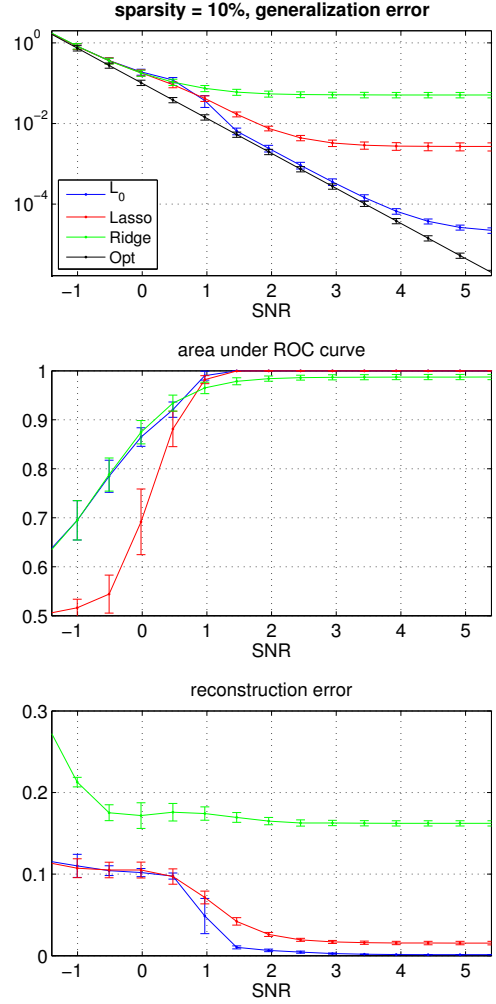 sparsity = 10%, generalization error
10^0
10^-2
10^-4
L_0
Lasso
Ridge
Opt
−1 0 1 2 3 4 5
SNR
area under ROC curve
1
0.9
0.8
0.7
0.6
0.5
−1 0 1 2 3 4 5
SNR
reconstruction error
0.3
0.2
0.1
0
−1 0 1 2 3 4 5
SNR